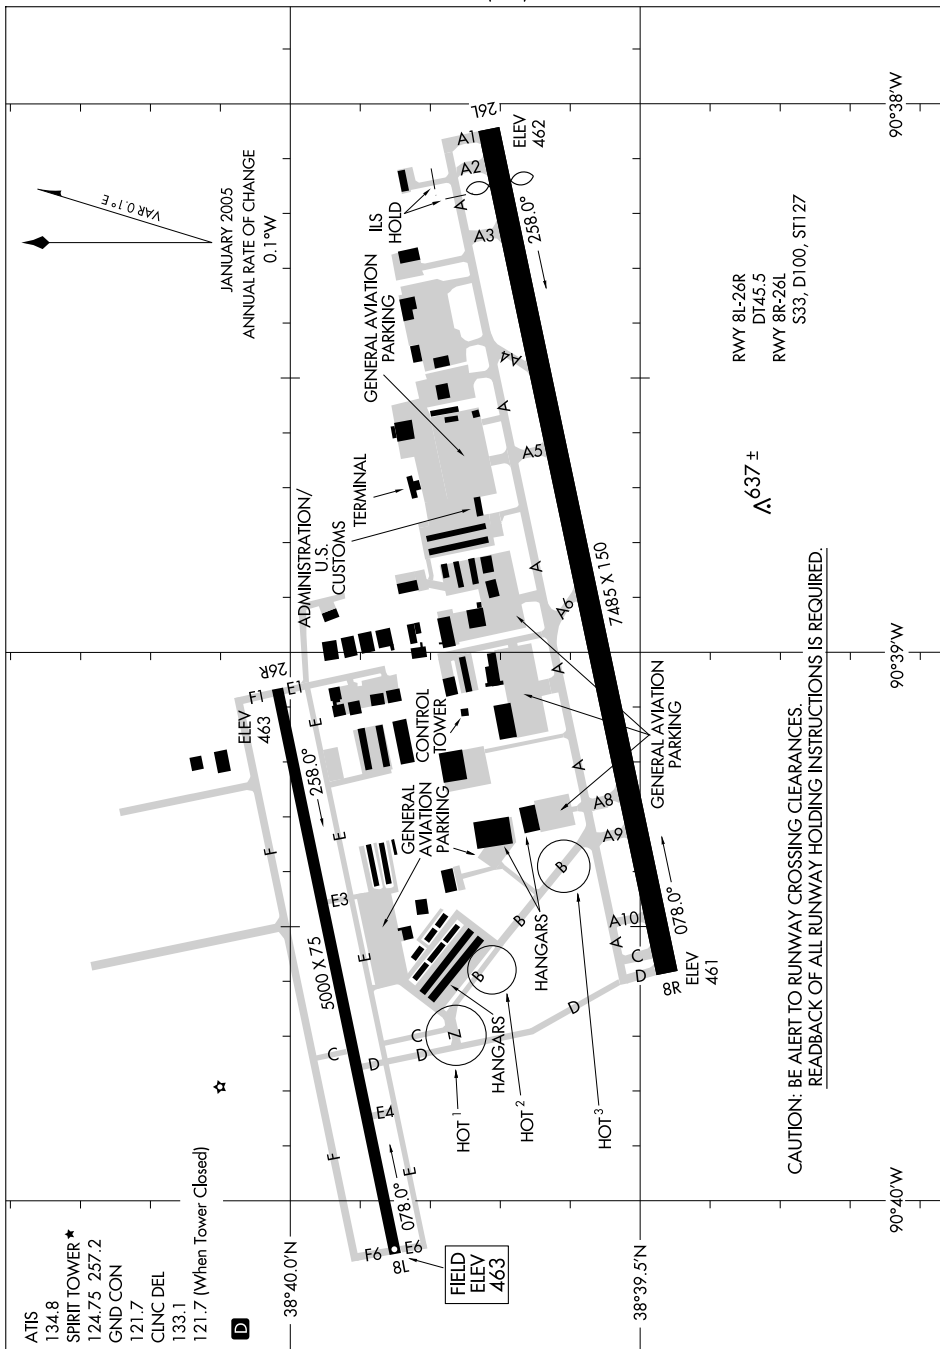 ATIS
134.8
SPIRIT TOWER★
124.75 257.2
GND CON
121.7
CLNC DEL
133.1
121.7 (When Tower Closed)
D
VAR 0.1°E
JANUARY 2005
ANNUAL RATE OF CHANGE
0.1°W
38°40.0'N
38°39.5'N
90°40'W
90°39'W
90°38'W
FIELD
ELEV
463
8L
F6
E6
078.0°
E4
E
F
D
C
5000 X 75
E3
E
F
E
258.0°
E
ELEV
463
F1
E1
26R
C
D
Z
B
B
B
D
HOT 1
HOT 2
HOT 3
HANGARS
HANGARS
GENERAL
AVIATION
PARKING
CONTROL
TOWER
ADMINISTRATION/
U.S.
CUSTOMS
TERMINAL
GENERAL AVIATION
PARKING
ILS
HOLD
GENERAL AVIATION
PARKING
8R
ELEV
461
D
C
A
A10
078.0°
A9
A8
A
A
A6
7485 X 150
A
A5
A
A4
A3
258.0°
A
A2
A1
26L
ELEV
462
RWY 8L-26R
DT45.5
RWY 8R-26L
S33, D100, ST127
637 ±
CAUTION: BE ALERT TO RUNWAY CROSSING CLEARANCES.
READBACK OF ALL RUNWAY HOLDING INSTRUCTIONS IS REQUIRED.